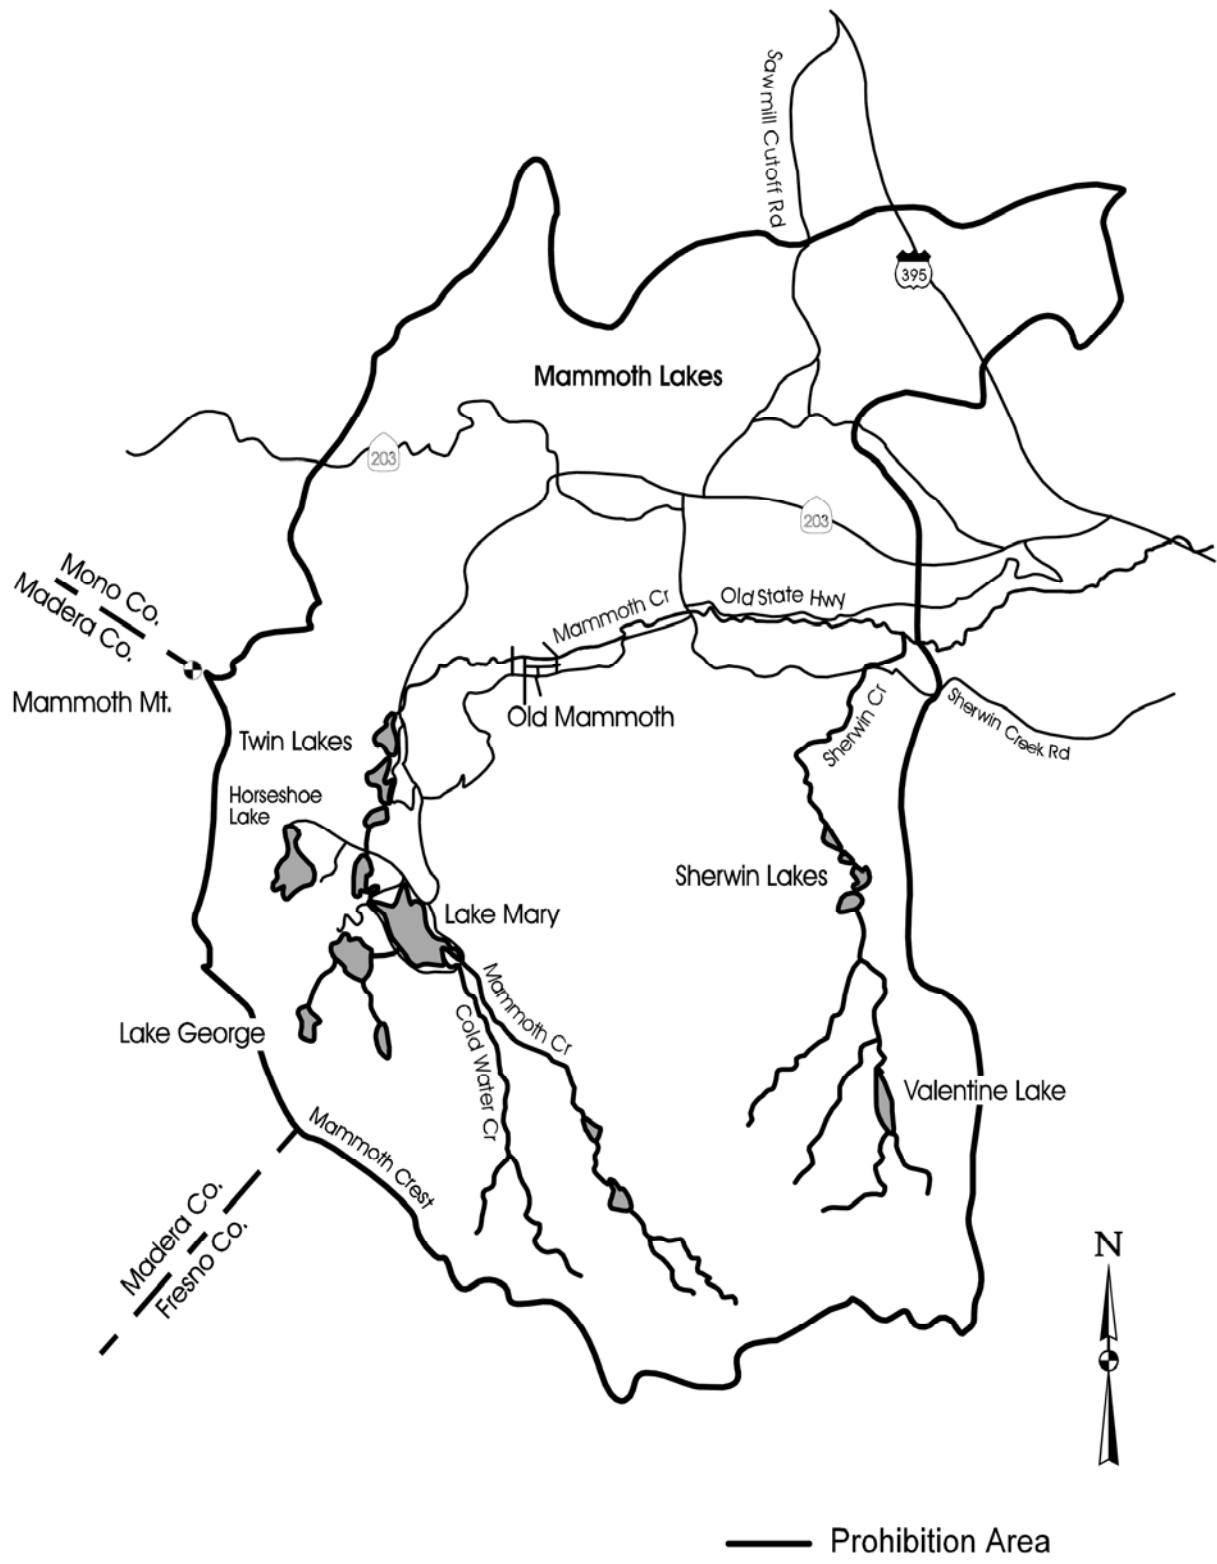 Sawmill Cutoff Rd
395
Mammoth Lakes
203
203
Mono Co.
Madera Co.
Mammoth Cr
Old State Hwy
Mammoth Mt.
Old Mammoth
Sherwin Cr
Sherwin Creek Rd
Twin Lakes
Horseshoe
Lake
Sherwin Lakes
Lake Mary
Mammoth Cr
Cold Water Cr
Lake George
Valentine Lake
Mammoth Crest
Madera Co.
Fresno Co.
N
Prohibition Area